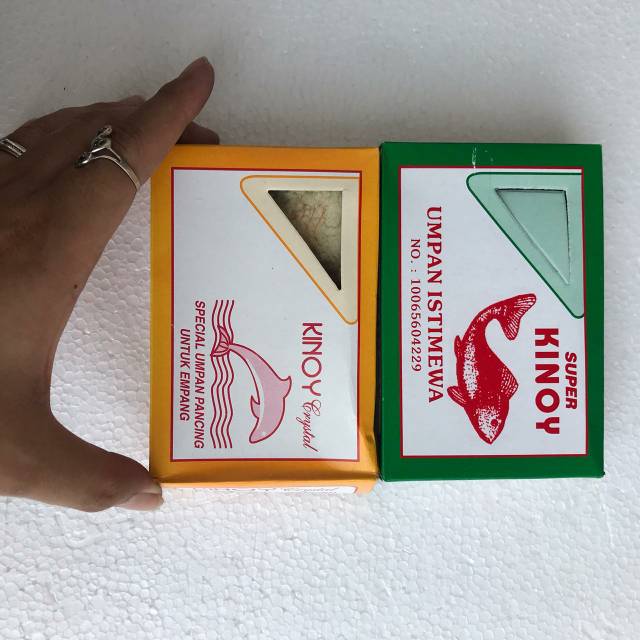 KINOY Crystal
SPECIAL UMPAN PANCING
UNTUK EMPANG
SUPER
KINOY
UMPAN ISTIMEWA
NO. : 10065604229